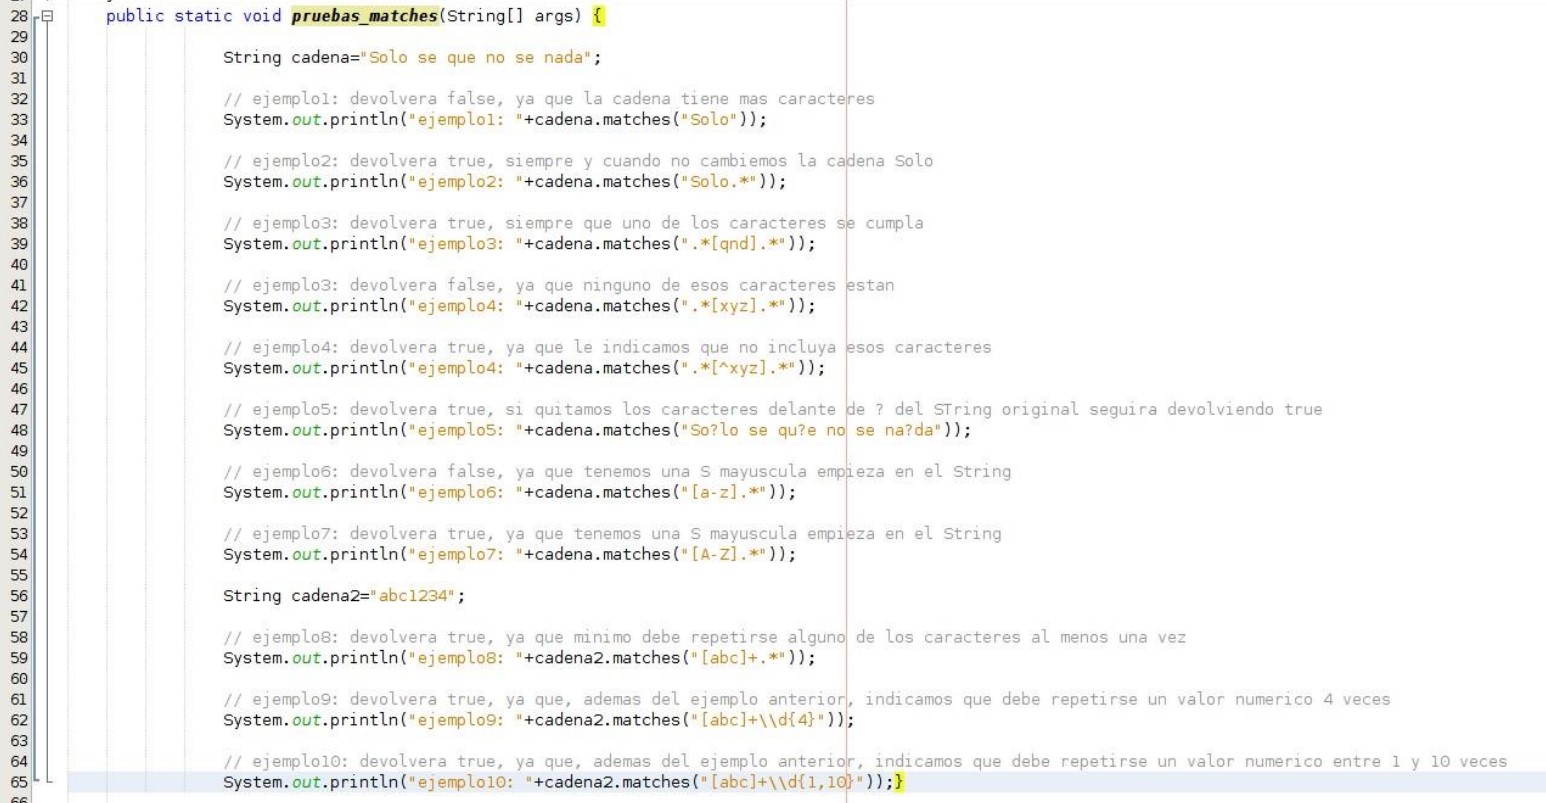 28 public static void pruebas_matches(String[] args) {
29
30 String cadena="Solo se que no se nada";
31
32 // ejemplo1: devolvera false, ya que la cadena tiene mas caracteres
33 System.out.println("ejemplo1: "+cadena.matches("Solo"));
34
35 // ejemplo2: devolvera true, siempre y cuando no cambiemos la cadena Solo
36 System.out.println("ejemplo2: "+cadena.matches("Solo.*"));
37
38 // ejemplo3: devolvera true, siempre que uno de los caracteres se cumpla
39 System.out.println("ejemplo3: "+cadena.matches(".*[qnd].*"));
40
41 // ejemplo3: devolvera false, ya que ninguno de esos caracteres estan
42 System.out.println("ejemplo4: "+cadena.matches(".*[xyz].*"));
43
44 // ejemplo4: devolvera true, ya que le indicamos que no incluya esos caracteres
45 System.out.println("ejemplo4: "+cadena.matches(".*[^xyz].*"));
46
47 // ejemplo5: devolvera true, si quitamos los caracteres delante de ? del STring original seguira devolviendo true
48 System.out.println("ejemplo5: "+cadena.matches("So?lo se qu?e no se na?da"));
49
50 // ejemplo6: devolvera false, ya que tenemos una S mayuscula empieza en el String
51 System.out.println("ejemplo6: "+cadena.matches("[a-z].*"));
52
53 // ejemplo7: devolvera true, ya que tenemos una S mayuscula empieza en el String
54 System.out.println("ejemplo7: "+cadena.matches("[A-Z].*"));
55
56 String cadena2="abc1234";
57
58 // ejemplo8: devolvera true, ya que minimo debe repetirse alguno de los caracteres al menos una vez
59 System.out.println("ejemplo8: "+cadena2.matches("[abc]+.*"));
60
61 // ejemplo9: devolvera true, ya que, ademas del ejemplo anterior, indicamos que debe repetirse un valor numerico 4 veces
62 System.out.println("ejemplo9: "+cadena2.matches("[abc]+\\d{4}"));
63
64 // ejemplo10: devolvera true, ya que, ademas del ejemplo anterior, indicamos que debe repetirse un valor numerico entre 1 y 10 veces
65 System.out.println("ejemplo10: "+cadena2.matches("[abc]+\\d{1,10}"));}